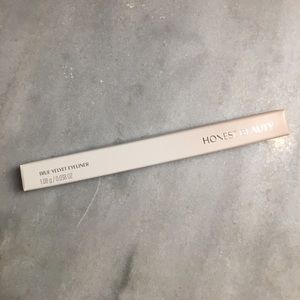 TRUE VELVET EYELINER
1.08 g / 0.038 OZ
HONEST BEAUTY